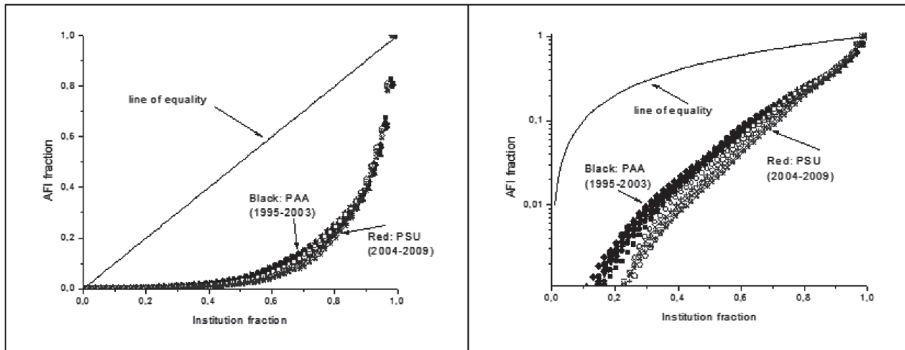 1,0
0,8
0,6
0,4
0,2
0,0
AFI fraction
line of equality
Black: PAA
(1995-2003)
Red: PSU
(2004-2009)
0,0 0,2 0,4 0,6 0,8 1,0
Institution fraction
1
0,1
0,01
AFI fraction
line of equality
Black: PAA
(1995-2003)
Red: PSU
(2004-2009)
0,0 0,2 0,4 0,6 0,8 1,0
Institution fraction